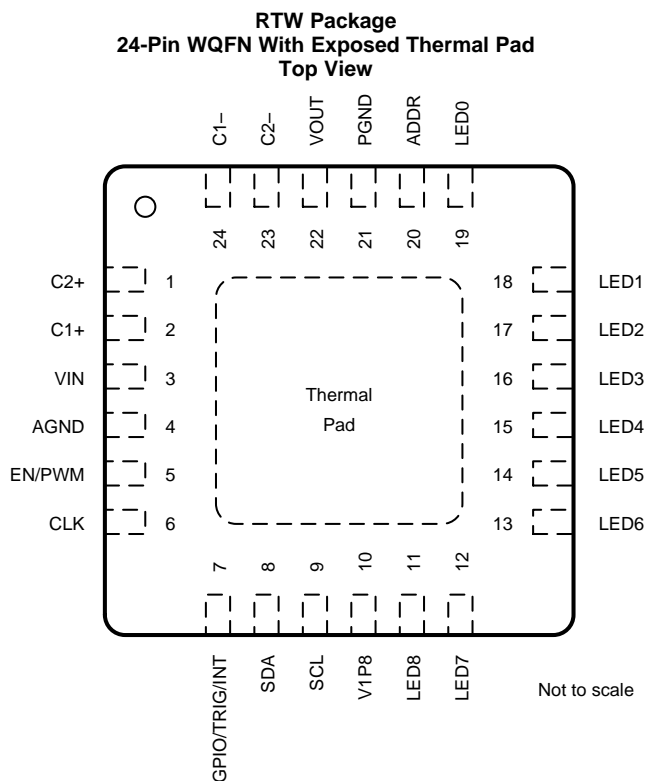 RTW Package
24-Pin WQFN With Exposed Thermal Pad
Top View
C1–
C2–
VOUT
PGND
ADDR
LED0
24
23
22
21
20
19
C2+ 1
C1+ 2
VIN 3
AGND 4
EN/PWM 5
CLK 6
18 LED1
17 LED2
16 LED3
15 LED4
14 LED5
13 LED6
Thermal
Pad
7
8
9
10
11
12
GPIO/TRIG/INT
SDA
SCL
V1P8
LED8
LED7
Not to scale